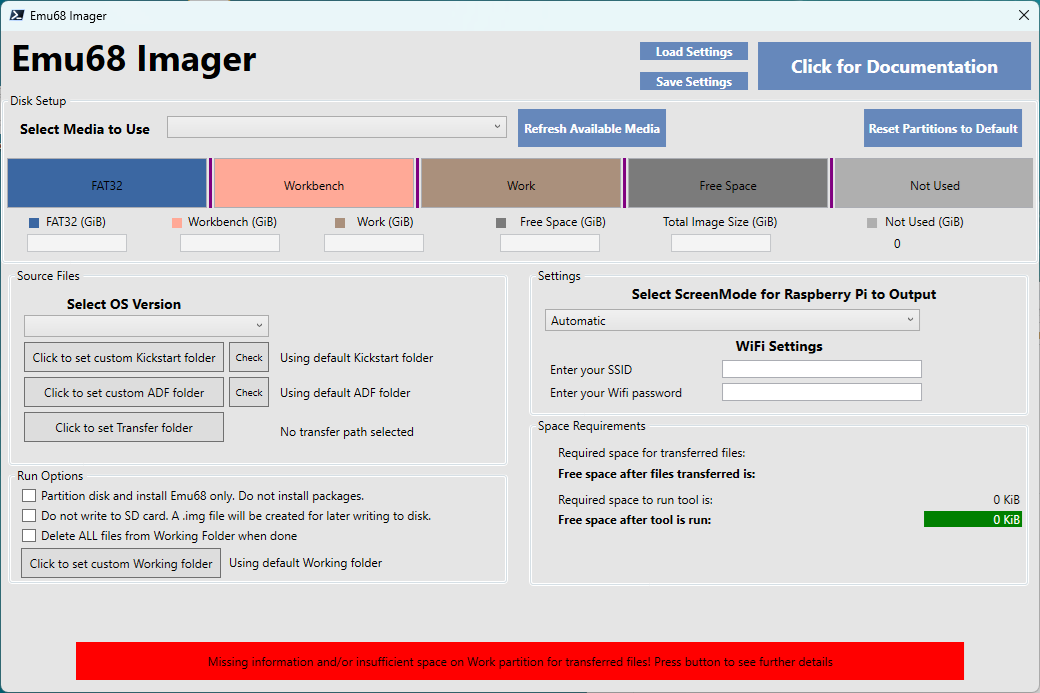 Emu68 Imager
Emu68 Imager
Load Settings
Save Settings
Click for Documentation
Disk Setup
Select Media to Use
Refresh Available Media
Reset Partitions to Default
FAT32
Workbench
Work
Free Space
Not Used
FAT32 (GiB)
Workbench (GiB)
Work (GiB)
Free Space (GiB)
Total Image Size (GiB)
Not Used (GiB)
0
Source Files
Select OS Version
Click to set custom Kickstart folder
Check
Using default Kickstart folder
Click to set custom ADF folder
Check
Using default ADF folder
Click to set Transfer folder
No transfer path selected
Settings
Select ScreenMode for Raspberry Pi to Output
Automatic
WiFi Settings
Enter your SSID
Enter your Wifi password
Space Requirements
Required space for transferred files:
Free space after files transferred is:
Required space to run tool is:
0 KiB
Free space after tool is run:
0 KiB
Run Options
Partition disk and install Emu68 only. Do not install packages.
Do not write to SD card. A .img file will be created for later writing to disk.
Delete ALL files from Working Folder when done
Click to set custom Working folder
Using default Working folder
Missing information and/or insufficient space on Work partition for transferred files! Press button to see further details